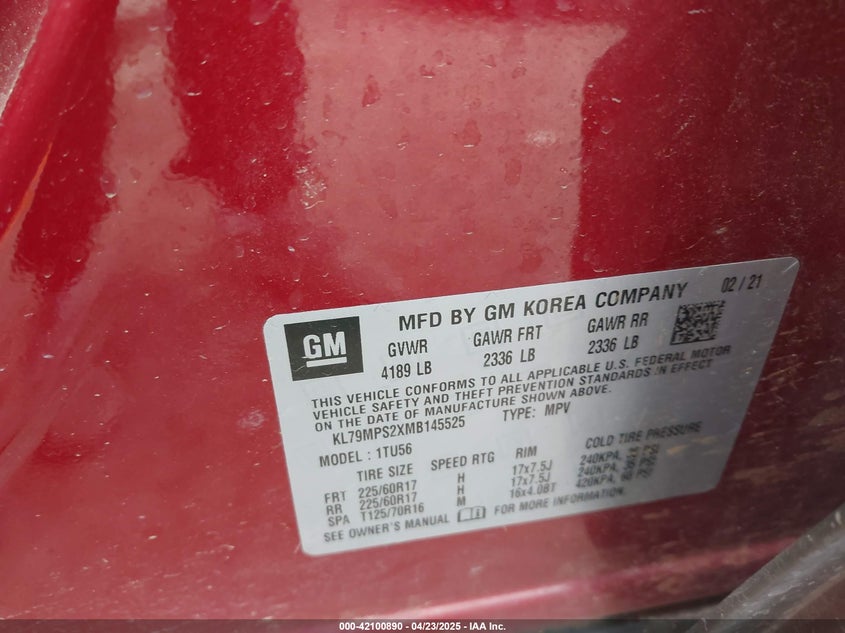 GM
MFD BY GM KOREA COMPANY 02 / 21
GVWR GAWR FRT GAWR RR
4189 LB 2336 LB 2336 LB
THIS VEHICLE CONFORMS TO ALL APPLICABLE U.S. FEDERAL MOTOR
VEHICLE SAFETY AND THEFT PREVENTION STANDARDS IN EFFECT
ON THE DATE OF MANUFACTURE SHOWN ABOVE.
KL79MPS2XMB145525 TYPE: MPV
MODEL : 1TU56
TIRE SIZE SPEED RTG RIM COLD TIRE PRESSURE
FRT 225/60R17 H 17x7.5J 240KPA,
RR 225/60R17 H 17x7.5J 240KPA,
SPA T125/70R16 M 16x4.0BT 420KPA,
SEE OWNER'S MANUAL FOR MORE INFORMATION
000-42100890 - 04/23/2025 - IAA Inc.